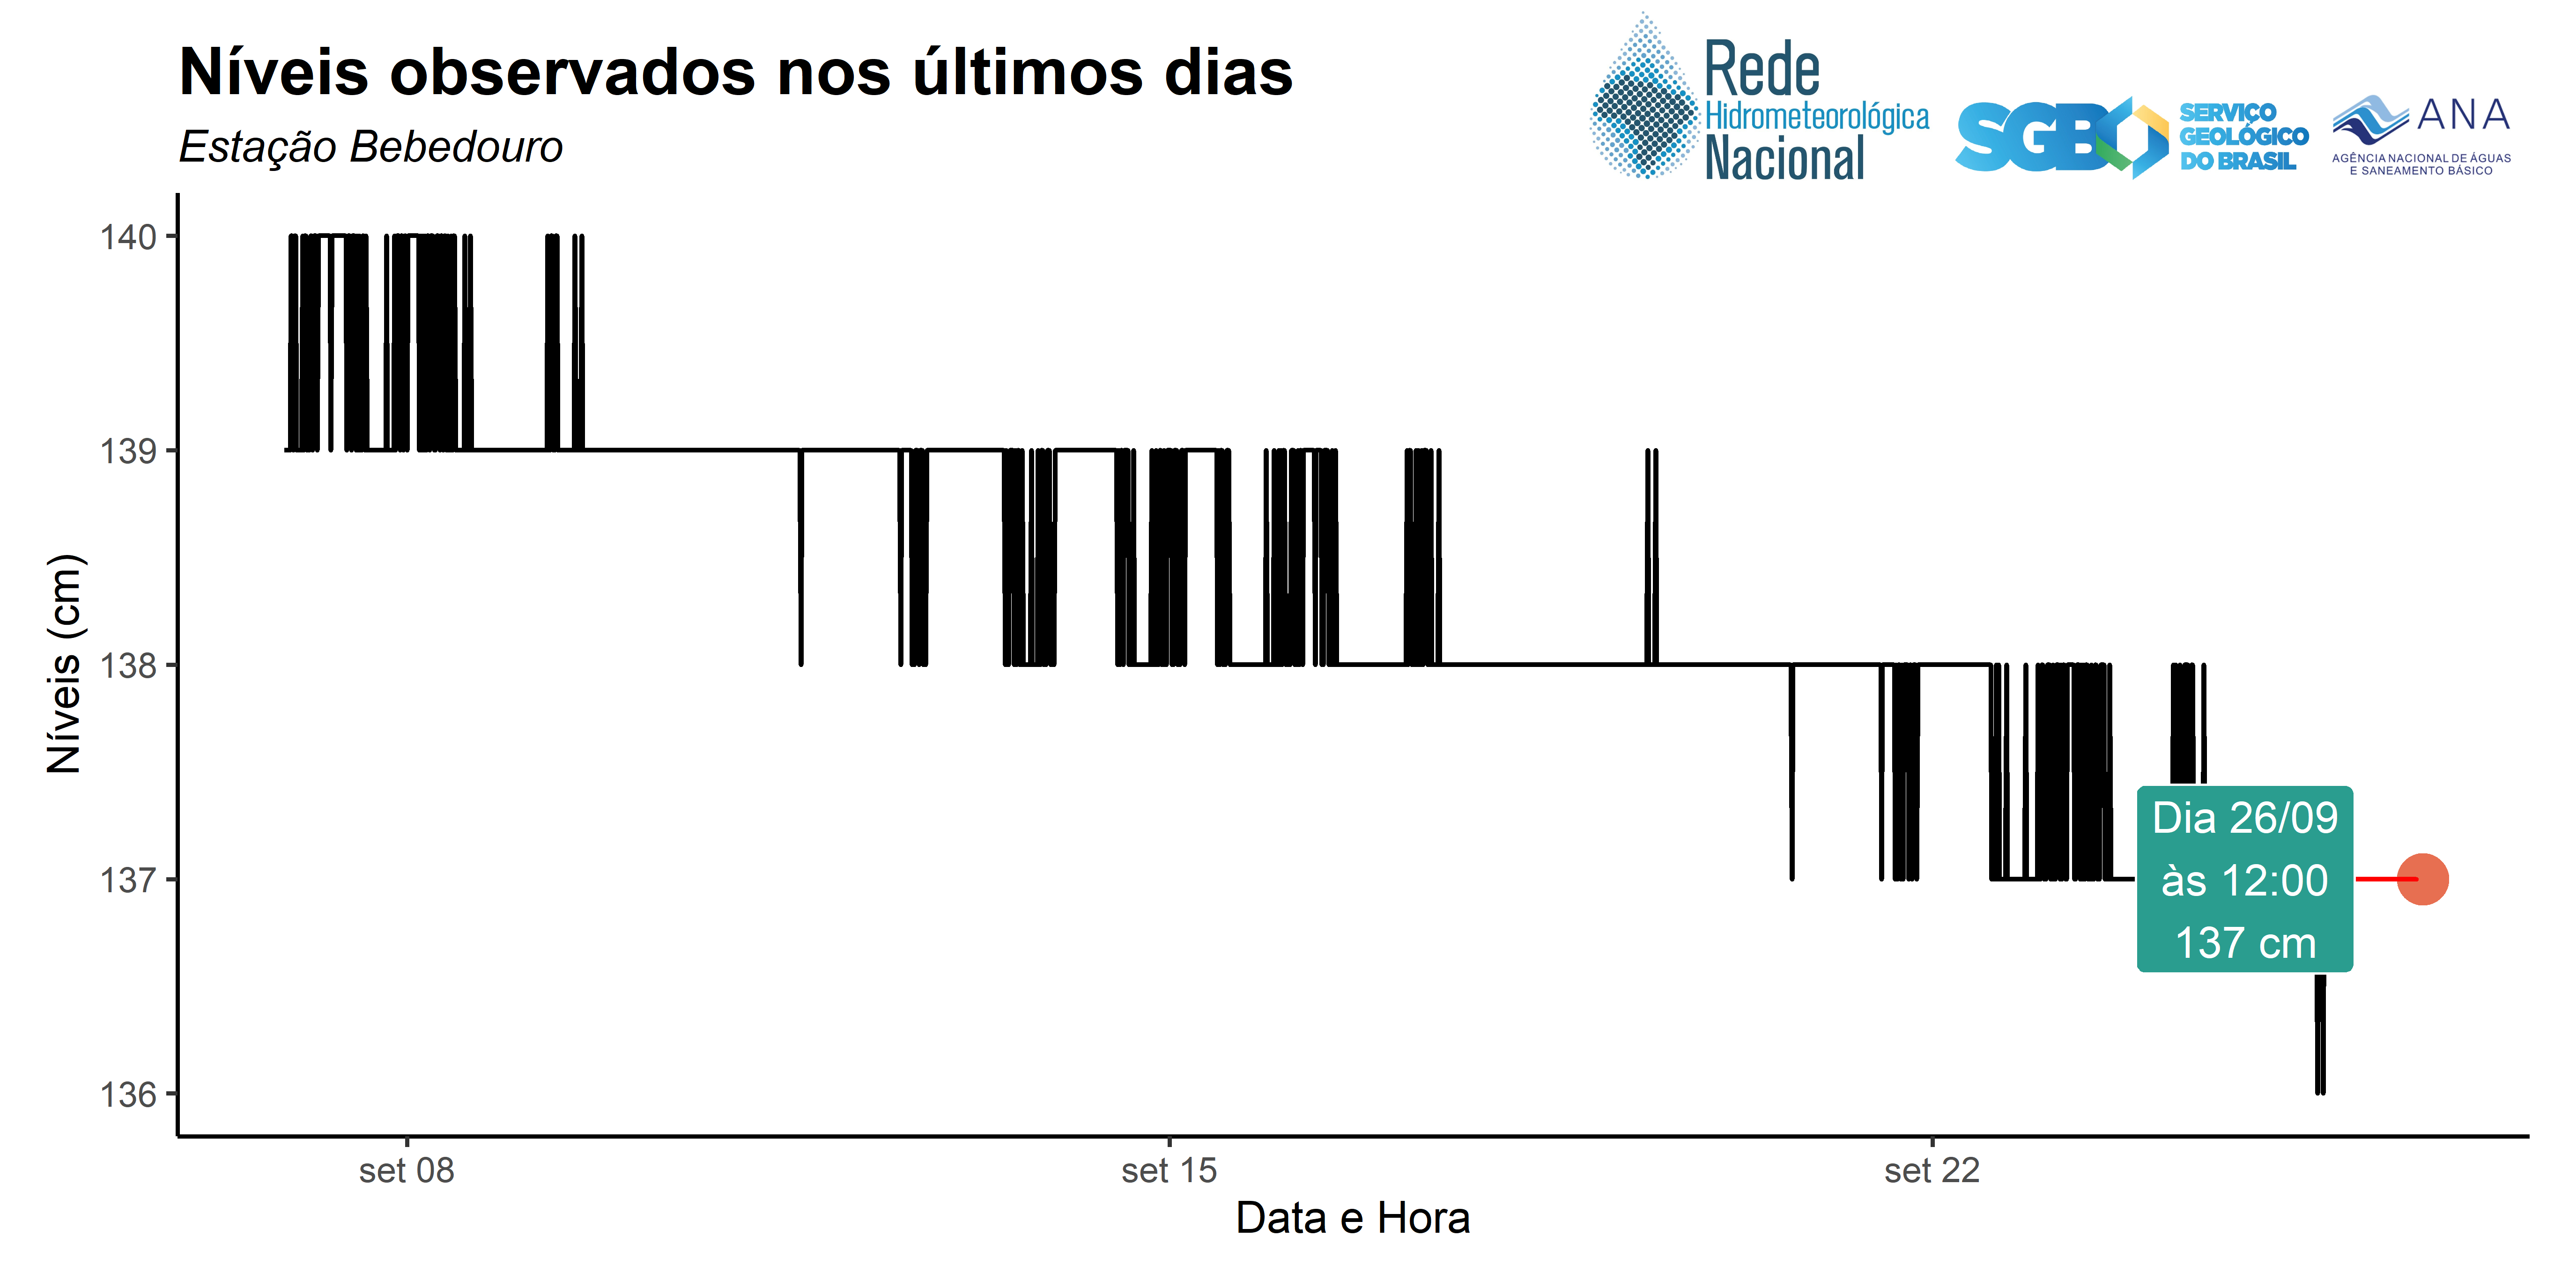 Níveis observados nos últimos dias
Estação Bebedouro
Rede
Hidrometeorológica
Nacional
SGB
SERVIÇO
GEOLÓGICO
DO BRASIL
ANA
AGÊNCIA NACIONAL DE ÁGUAS
E SANEAMENTO BÁSICO
140
139
138
137
136
Níveis (cm)
Dia 26/09
às 12:00
137 cm
set 08
set 15
set 22
Data e Hora